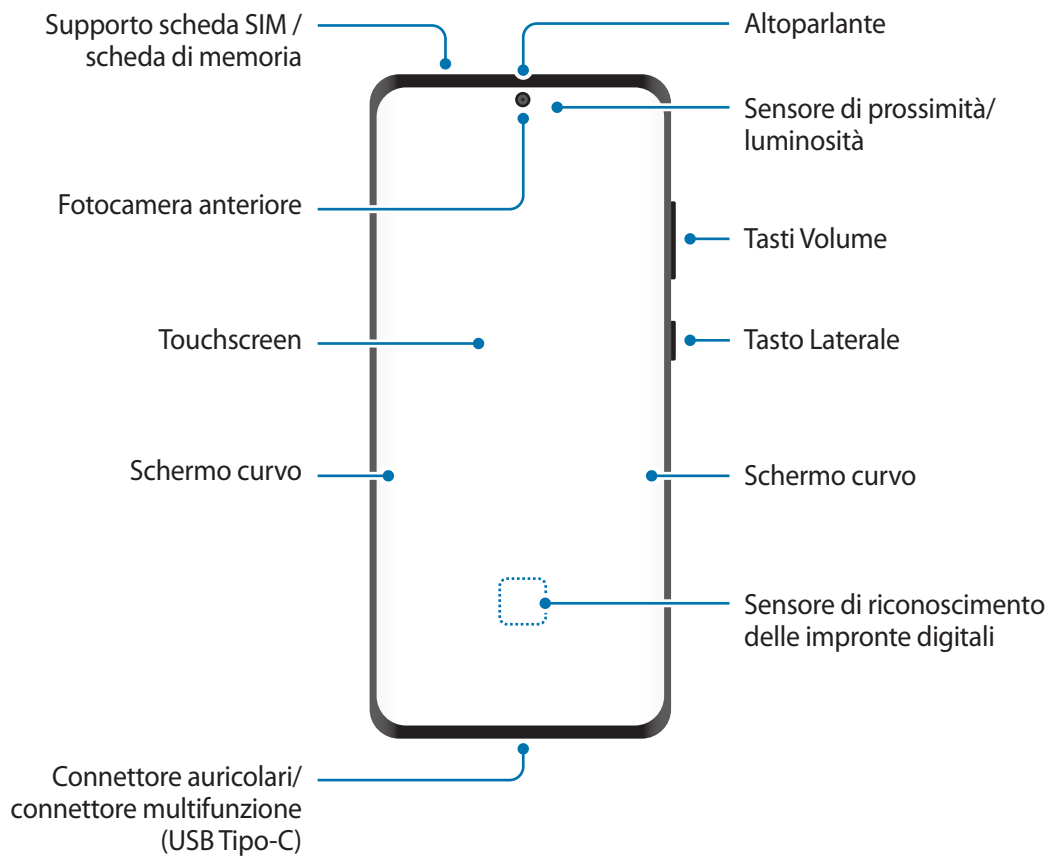 Supporto scheda SIM /
scheda di memoria
Fotocamera anteriore
Touchscreen
Schermo curvo
Connettore auricolari/
connettore multifunzione
(USB Tipo-C)
Altoparlante
Sensore di prossimità/
luminosità
Tasti Volume
Tasto Laterale
Schermo curvo
Sensore di riconoscimento
delle impronte digitali